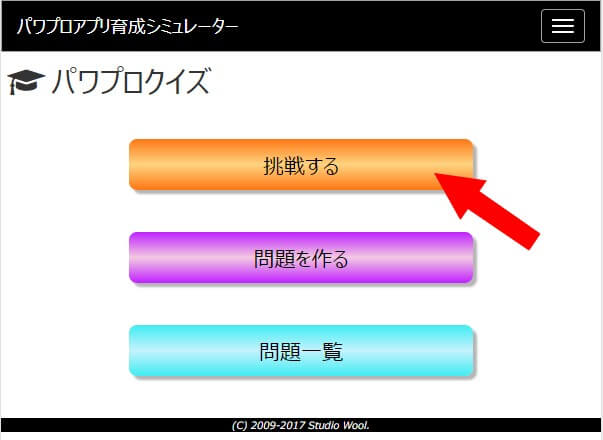 パワプロアプリ育成シミュレーター
パワプロクイズ
挑戦する
問題を作る
問題一覧
(C) 2009-2017 Studio Wool.